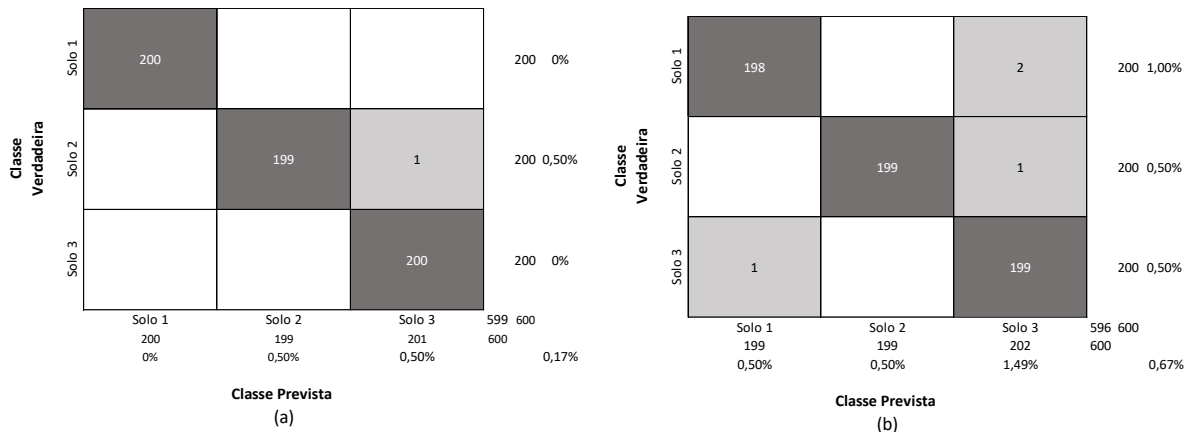 Classe
Verdadeira
Solo 1
200
200 0%
Solo 2
199
1
200 0,50%
Solo 3
200
200 0%
Solo 1 Solo 2 Solo 3 599 600
200 199 201 600
0% 0,50% 0,50% 0,17%
Classe Prevista
(a)
Classe
Verdadeira
Solo 1
198
2
200 1,00%
Solo 2
199
1
200 0,50%
Solo 3
1
199
200 0,50%
Solo 1 Solo 2 Solo 3 596 600
199 199 202 600
0,50% 0,50% 1,49% 0,67%
Classe Prevista
(b)